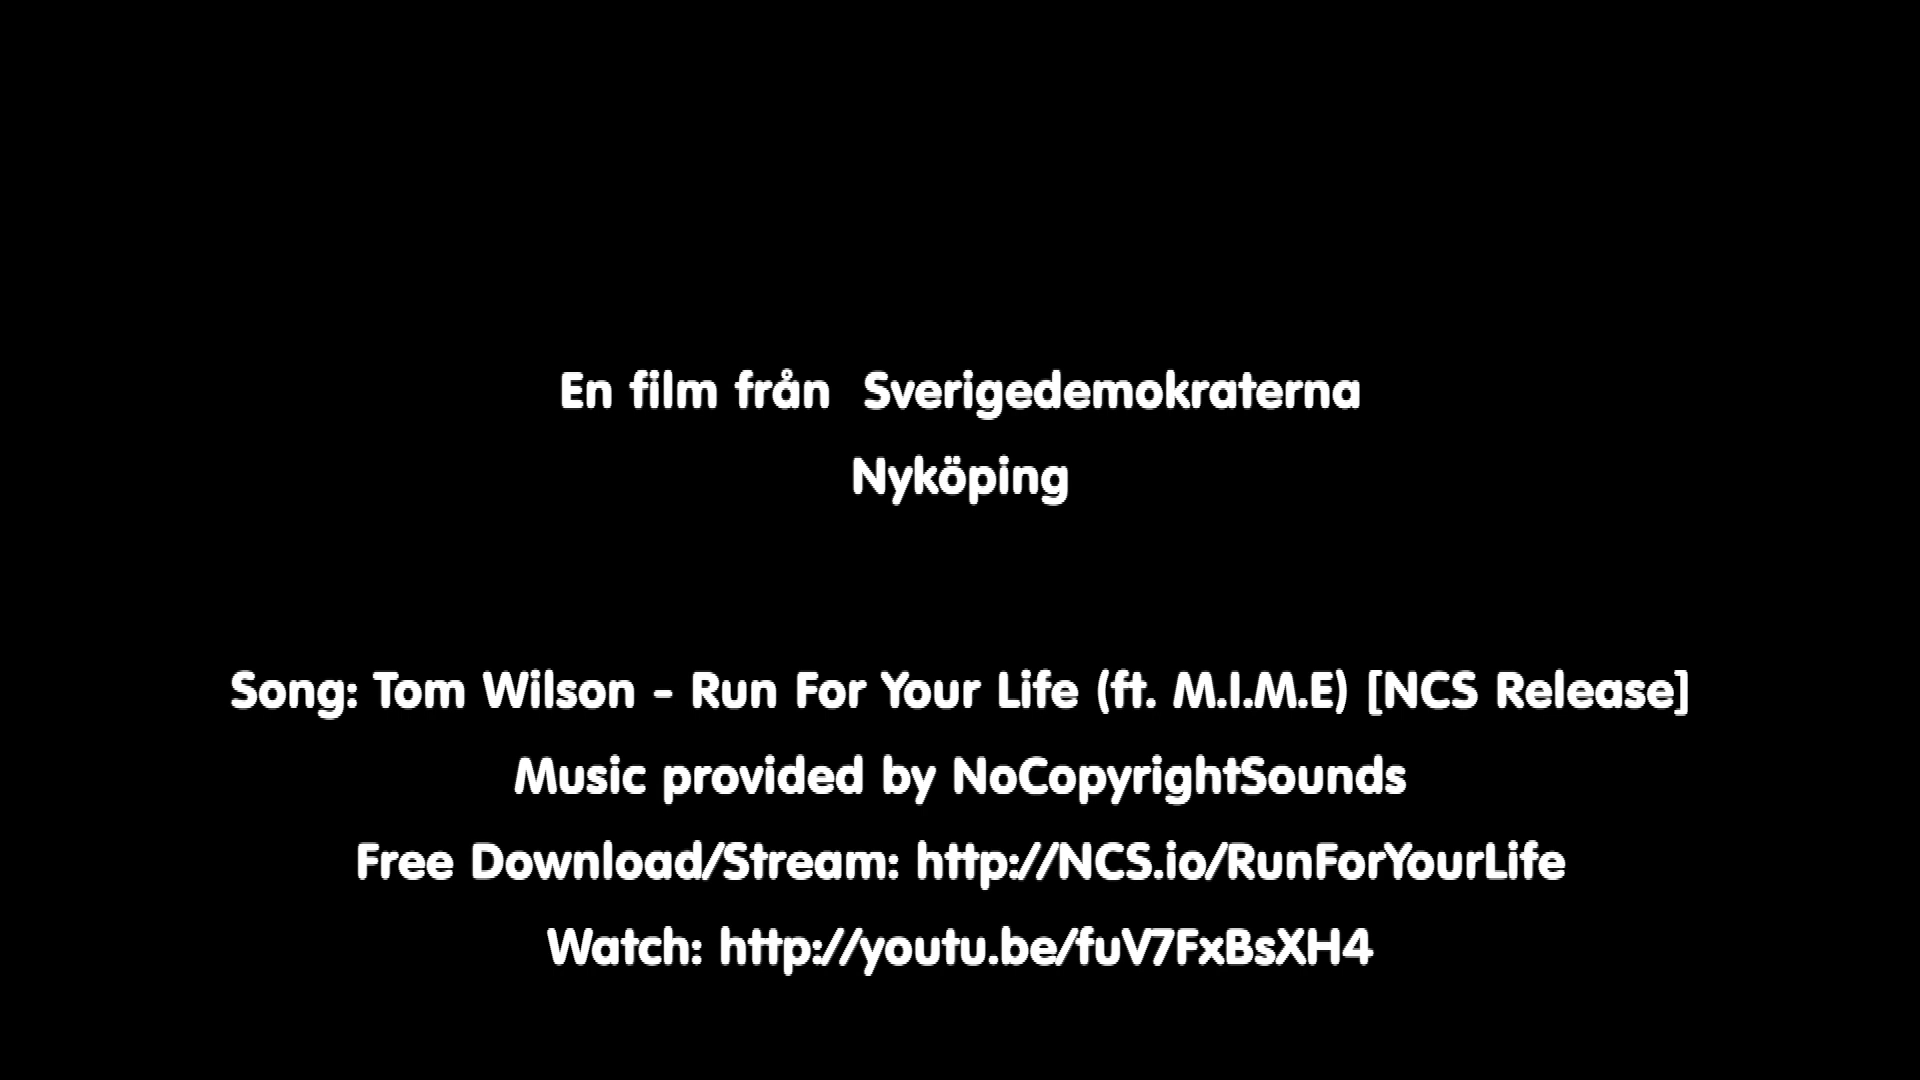 En film från  Sverigedemokraterna
Nyköping
Song: Tom Wilson - Run For Your Life (ft. M.I.M.E) [NCS Release]
Music provided by NoCopyrightSounds
Free Download/Stream: http://NCS.io/RunForYourLife
Watch: http://youtu.be/fuV7FxBsXH4